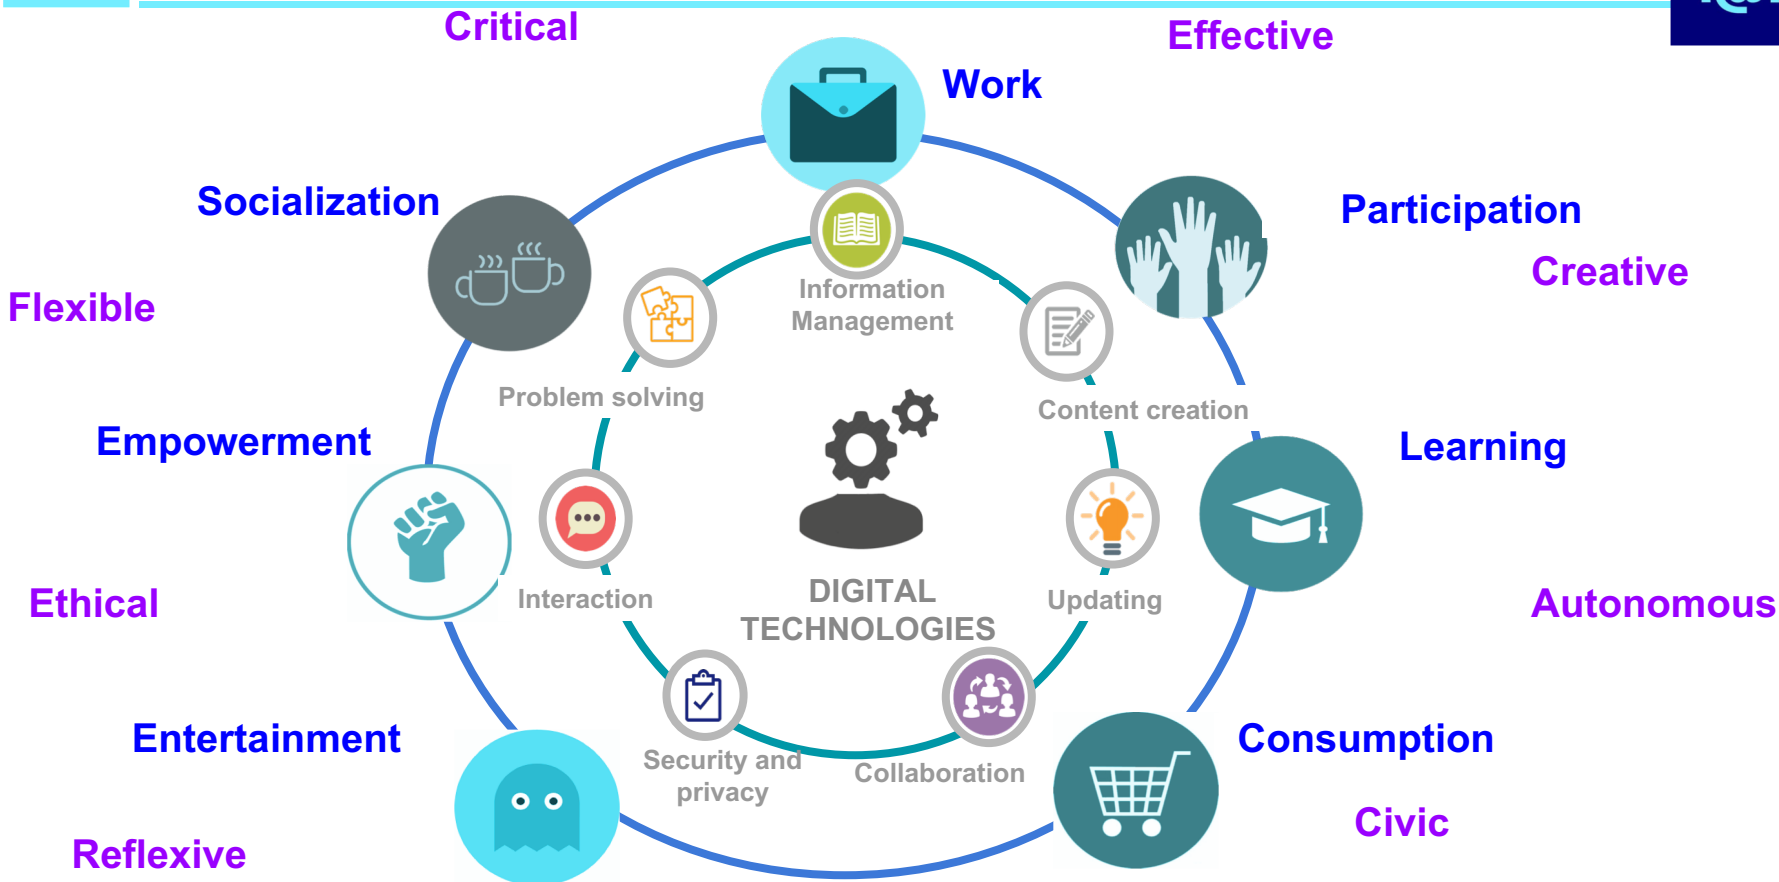 Critical
Effective
Work
Socialization
Participation
Creative
Flexible
Information
Management
Problem solving
Content creation
Empowerment
Learning
DIGITAL
TECHNOLOGIES
Interaction
Updating
Ethical
Autonomous
Entertainment
Consumption
Security and
privacy
Collaboration
Civic
Reflexive